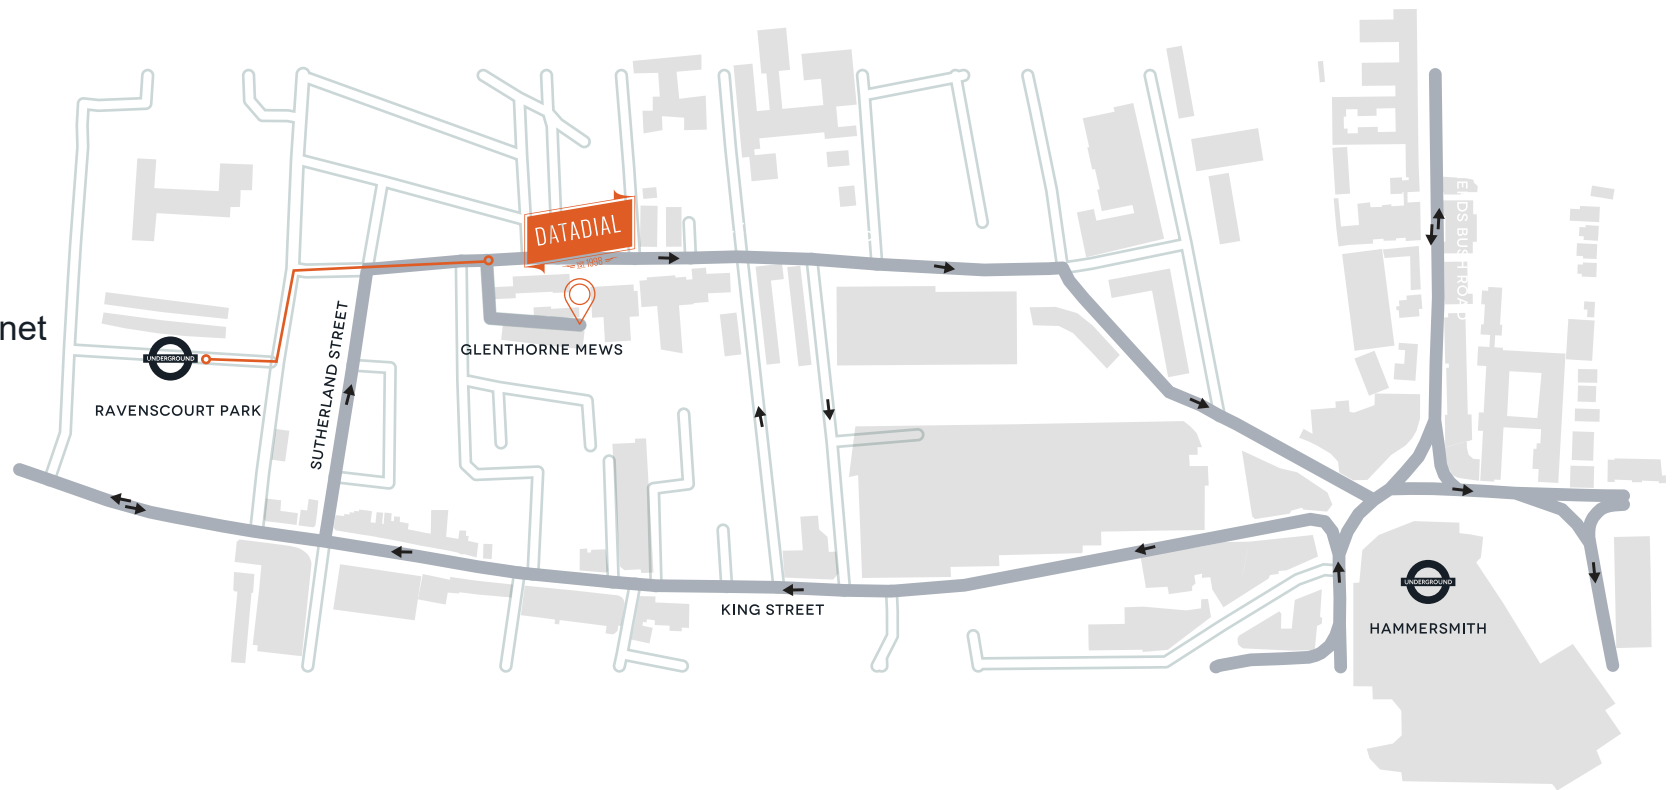 DATADIAL
net
UNDERGROUND
RAVENSCOURT PARK
SUTHERLAND STREET
GLENTHORNE MEWS
KING STREET
UNDERGROUND
HAMMERSMITH